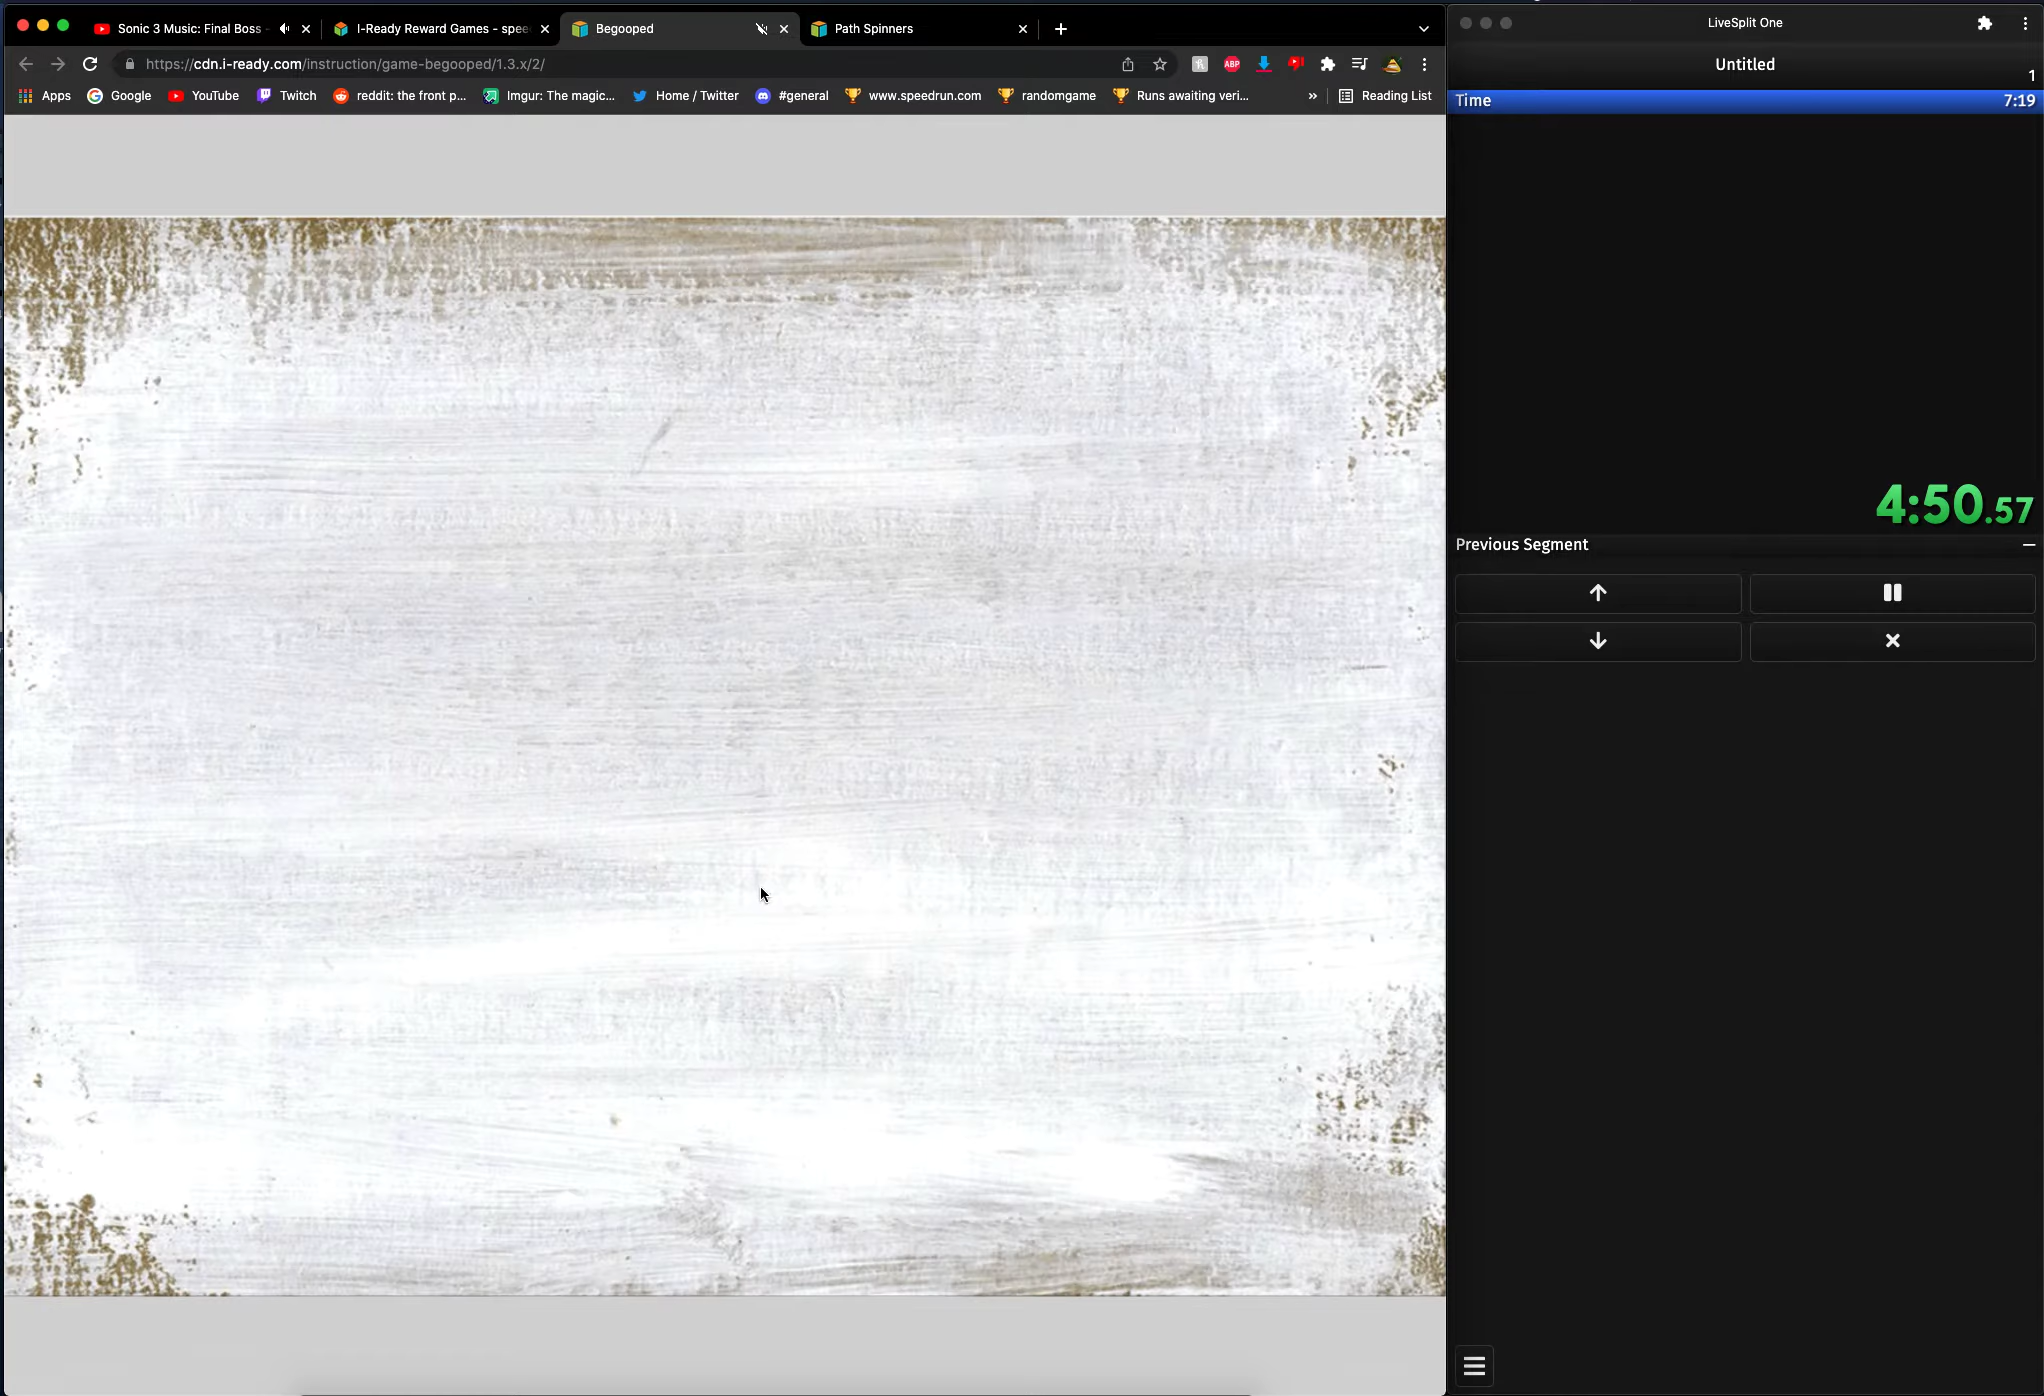 Sonic 3 Music: Final Boss -
I-Ready Reward Games - spee
Begooped
Path Spinners
https://cdn.i-ready.com/instruction/game-begooped/1.3.x/2/
ABP
Apps
Google
YouTube
Twitch
reddit: the front p...
Imgur: The magic...
Home / Twitter
#general
www.speedrun.com
randomgame
Runs awaiting veri...
»
Reading List
LiveSplit One
Untitled
1
Time 7:19
4:50.57
Previous Segment —